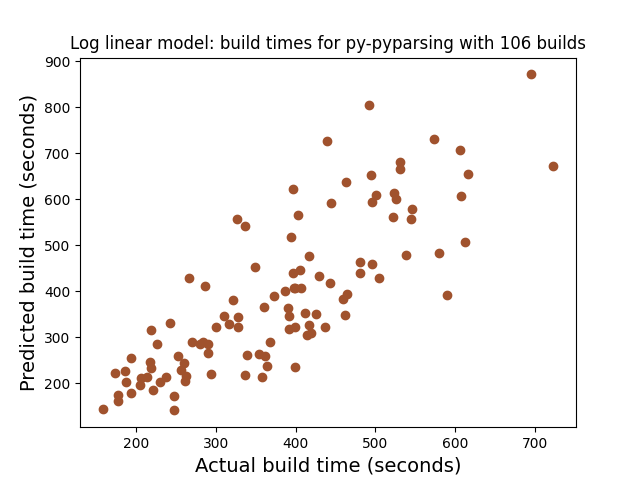 Log linear model: build times for py-pyparsing with 106 builds
900
800
700
600
500
400
300
200
Predicted build time (seconds)
200 300 400 500 600 700
Actual build time (seconds)